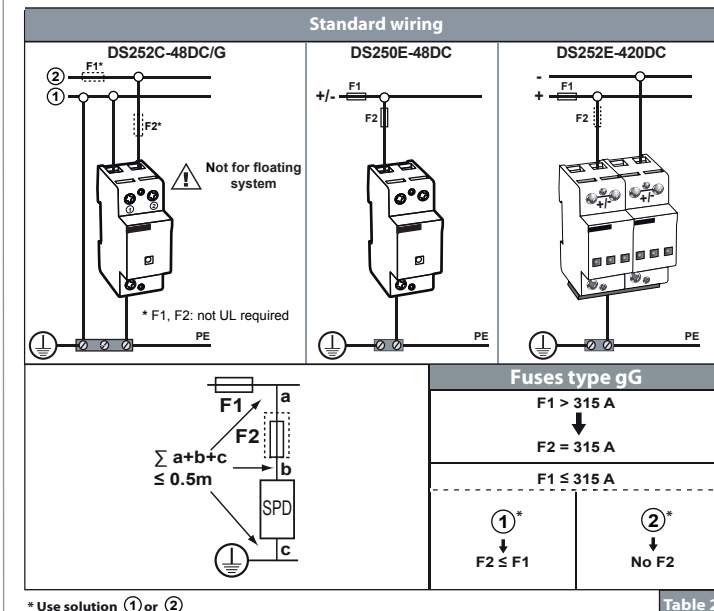 Standard wiring
DS252C-48DC/G
② F1*
①
F2*
Not for floating
system
① ②
* F1, F2: not UL required
PE
DS250E-48DC
+/- F1
F2
PE
DS252E-420DC
-
+ F1
F2
+/- +/-
PE
F1
a
F2
∑ a+b+c
≤ 0.5m
b
SPD
c
Fuses type gG
F1 > 315 A
F2 = 315 A
F1 ≤ 315 A
①* ②*
F2 ≤ F1 No F2
* Use solution ① or ②
Table 2